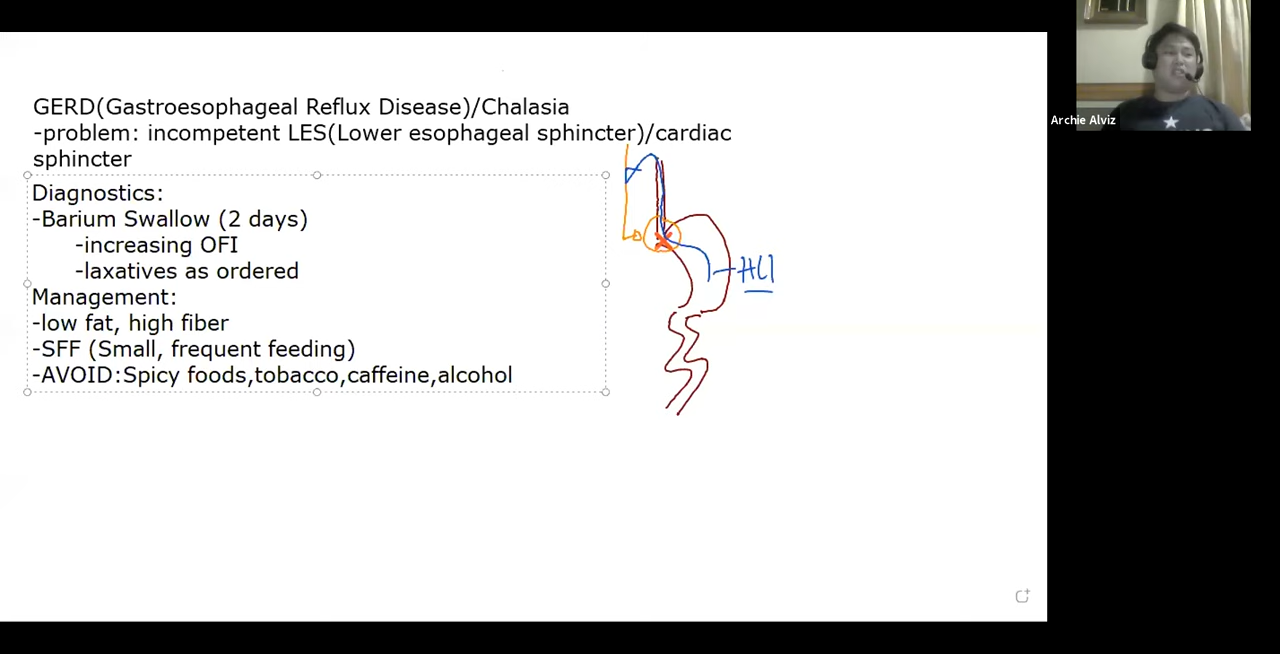 GERD(Gastroesophageal Reflux Disease)/Chalasia
-problem: incompetent LES(Lower esophageal sphincter)/cardiac
sphincter
Diagnostics:
-Barium Swallow (2 days)
-increasing OFI
-laxatives as ordered
Management:
-low fat, high fiber
-SFF (Small, frequent feeding)
-AVOID:Spicy foods,tobacco,caffeine,alcohol
HCl
Archie Alviz